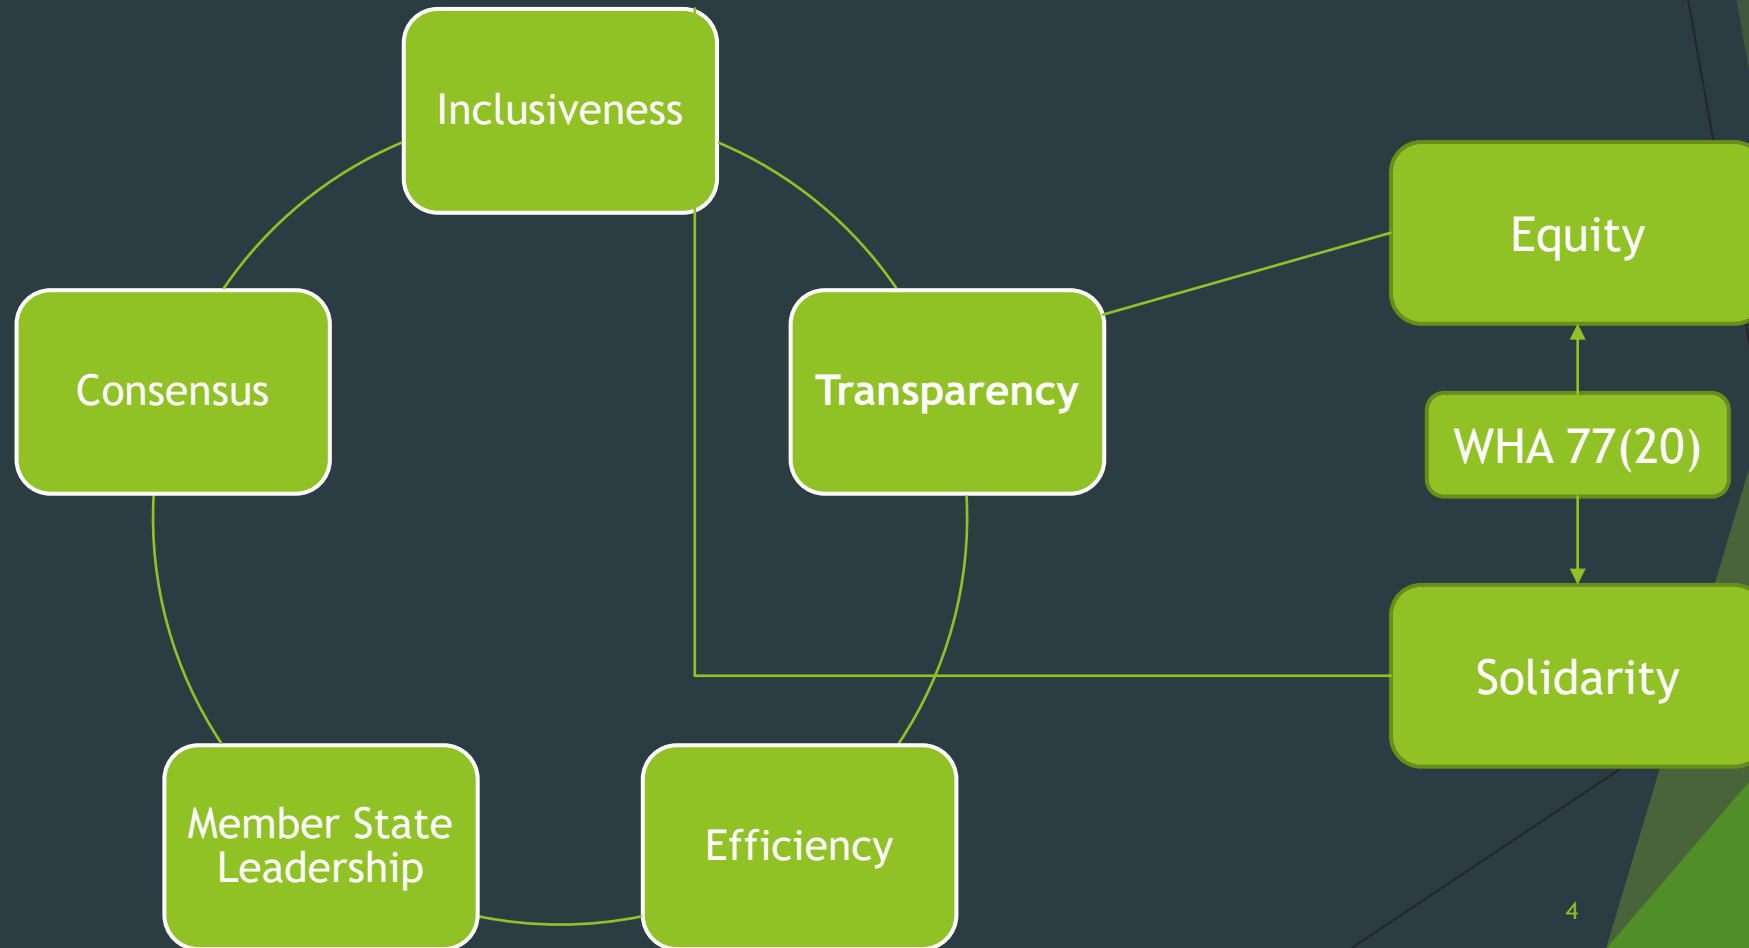 Inclusiveness
Transparency
Efficiency
Member State
Leadership
Consensus
Equity
WHA 77(20)
Solidarity
4